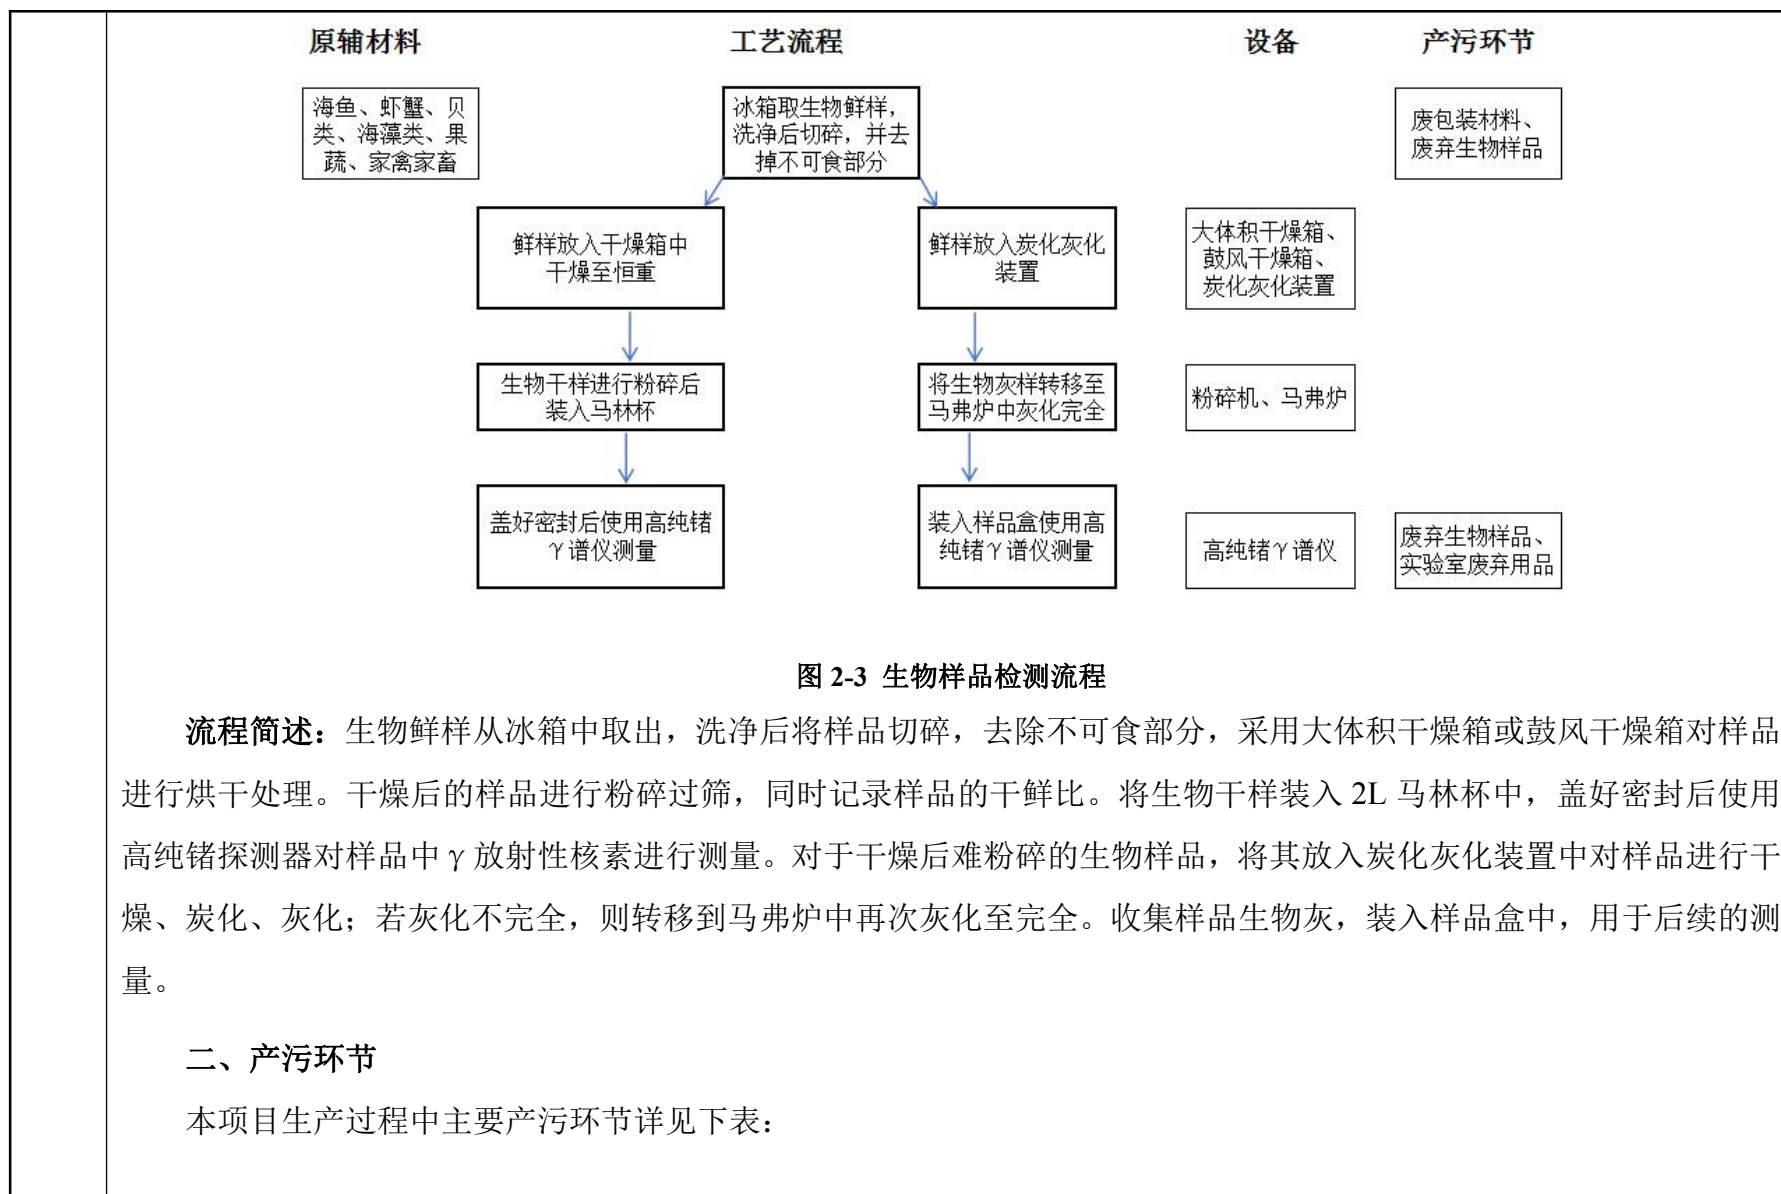 原辅材料 工艺流程 设备 产污环节
海鱼、虾蟹、贝
类、海藻类、果
蔬、家禽家畜
冰箱取生物鲜样，
洗净后切碎，并去
掉不可食部分
废包装材料、
废弃生物样品
鲜样放入干燥箱中
干燥至恒重
鲜样放入炭化灰化
装置
大体积干燥箱、
鼓风干燥箱、
炭化灰化装置
生物干样进行粉碎后
装入马林杯
将生物灰样转移至
马弗炉中灰化完全
粉碎机、马弗炉
盖好密封后使用高纯锗
γ谱仪测量
装入样品盒使用高
纯锗γ谱仪测量
高纯锗γ谱仪
废弃生物样品、
实验室废弃用品
图 2-3 生物样品检测流程
流程简述：生物鲜样从冰箱中取出，洗净后将样品切碎，去除不可食部分，采用大体积干燥箱或鼓风干燥箱对样品
进行烘干处理。干燥后的样品进行粉碎过筛，同时记录样品的干鲜比。将生物干样装入 2L 马林杯中，盖好密封后使用
高纯锗探测器对样品中 γ 放射性核素进行测量。对于干燥后难粉碎的生物样品，将其放入炭化灰化装置中对样品进行干
燥、炭化、灰化；若灰化不完全，则转移到马弗炉中再次灰化至完全。收集样品生物灰，装入样品盒中，用于后续的测
量。
二、产污环节
本项目生产过程中主要产污环节详见下表：